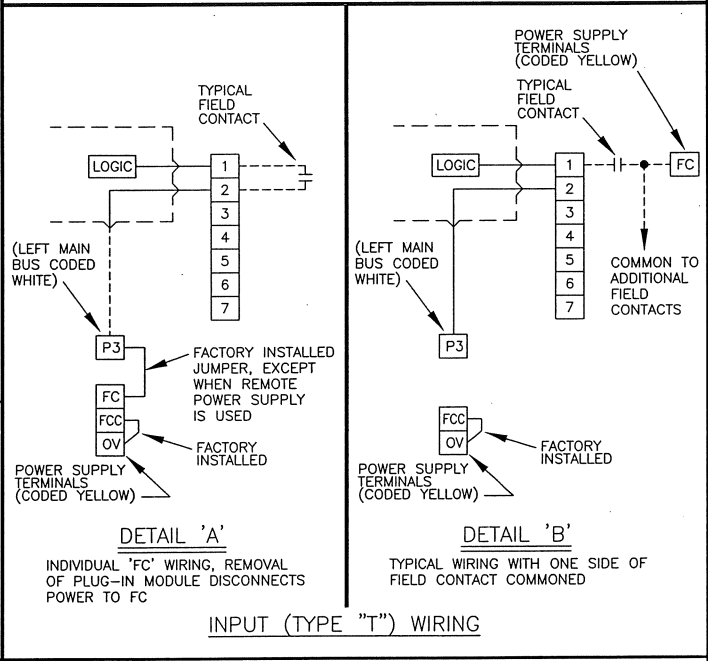 TYPICAL
FIELD
CONTACT
LOGIC
1
2
3
4
5
6
7
(LEFT MAIN
BUS CODED
WHITE)
P3
FACTORY INSTALLED
JUMPER, EXCEPT
WHEN REMOTE
POWER SUPPLY
IS USED
FC
FCC
OV
FACTORY
INSTALLED
POWER SUPPLY
TERMINALS
(CODED YELLOW)
DETAIL 'A'
INDIVIDUAL 'FC' WIRING, REMOVAL
OF PLUG-IN MODULE DISCONNECTS
POWER TO FC
POWER SUPPLY
TERMINALS
(CODED YELLOW)
TYPICAL
FIELD
CONTACT
LOGIC
1
2
3
4
5
6
7
FC
(LEFT MAIN
BUS CODED
WHITE)
COMMON TO
ADDITIONAL
FIELD
CONTACTS
P3
FCC
OV
FACTORY
INSTALLED
POWER SUPPLY
TERMINALS
(CODED YELLOW)
DETAIL 'B'
TYPICAL WIRING WITH ONE SIDE OF
FIELD CONTACT COMMONED
INPUT (TYPE "T") WIRING